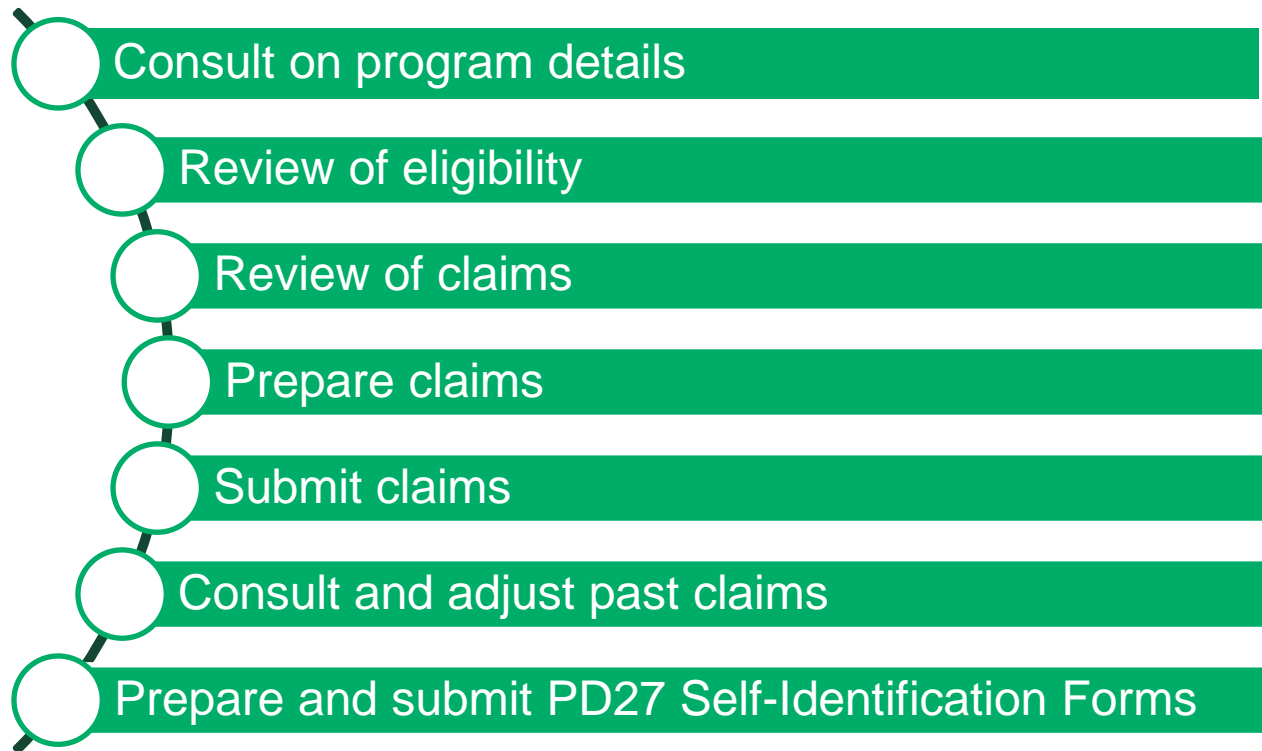 Consult on program details
Review of eligibility
Review of claims
Prepare claims
Submit claims
Consult and adjust past claims
Prepare and submit PD27 Self-Identification Forms